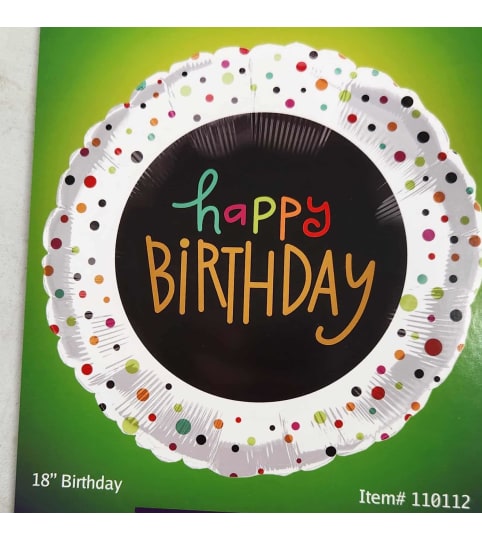 happy
BiRTHDAY
18” Birthday
Item# 110112